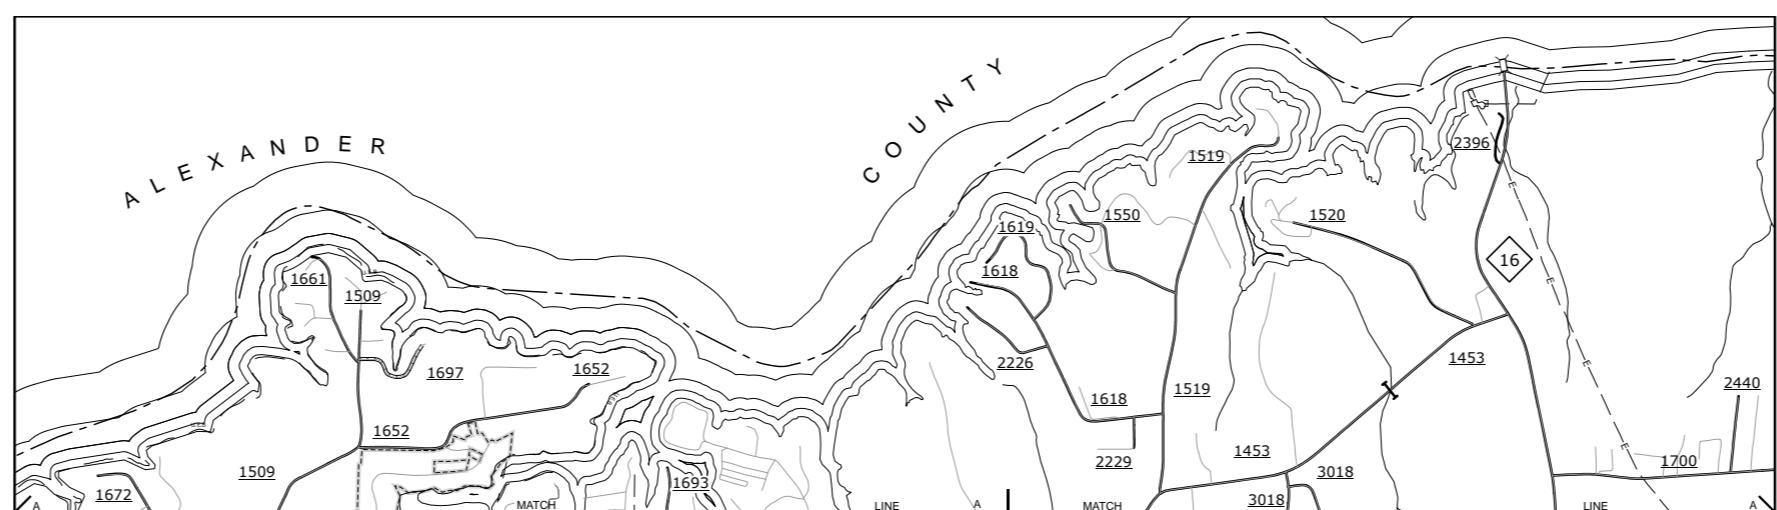 ALEXANDER
COUNTY
2396
1519
1550
1520
1619
16
1618
1661
1509
2226
1453
1697
1652
2440
1618
1519
1652
1453
1509
2229
3018
1700
1672
1693
3018
A
MATCH
LINE
A
MATCH
LINE
A
E
E
E
E